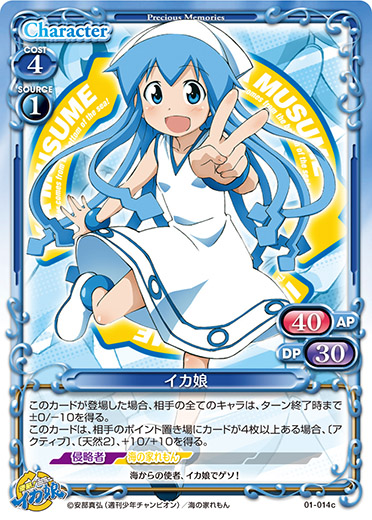 Precious Memories
Character
COST
4
SOURCE
1
MUSUME
MUSUME
40 AP
DP 30
イカ娘
このカードが登場した場合、相手の全てのキャラは、ターン終了時まで
±0/－10を得る。
このカードは、相手のポイント置き場にカードが4枚以上ある場合、〔ア
クティブ〕、〔天然2〕、+10/+10を得る。
侵略者
海の家れもん
海からの使者、イカ娘でゲソ!
©安部真弘(週刊少年チャンピオン)/海の家れもん
01-014c